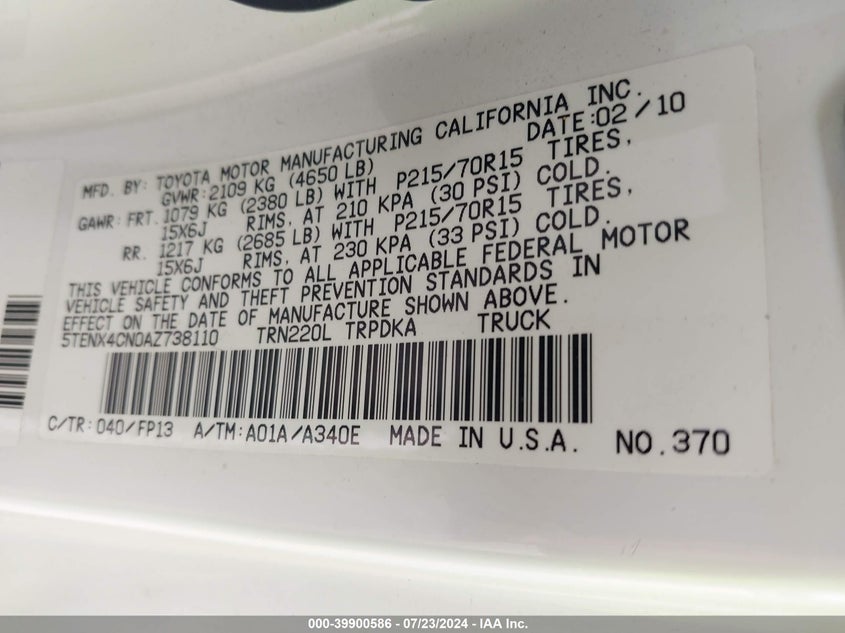 MFD. BY: TOYOTA MOTOR MANUFACTURING CALIFORNIA INC.
GVWR: 2109 KG (4650 LB) DATE: 02/10
GAWR: FRT. 1079 KG (2380 LB) WITH P215/70R15 TIRES,
15X6J RIMS, AT 210 KPA (30 PSI) COLD.
RR. 1217 KG (2685 LB) WITH P215/70R15 TIRES,
15X6J RIMS, AT 230 KPA (33 PSI) COLD.
THIS VEHICLE CONFORMS TO ALL APPLICABLE FEDERAL MOTOR
VEHICLE SAFETY AND THEFT PREVENTION STANDARDS IN
EFFECT ON THE DATE OF MANUFACTURE SHOWN ABOVE.
5TENX4CN0AZ738110 TRN220L TRPDKA TRUCK
C/TR: 040/FP13 A/TM: A01A/A340E MADE IN U.S.A. NO.370
000-39900586 - 07/23/2024 - IAA Inc.